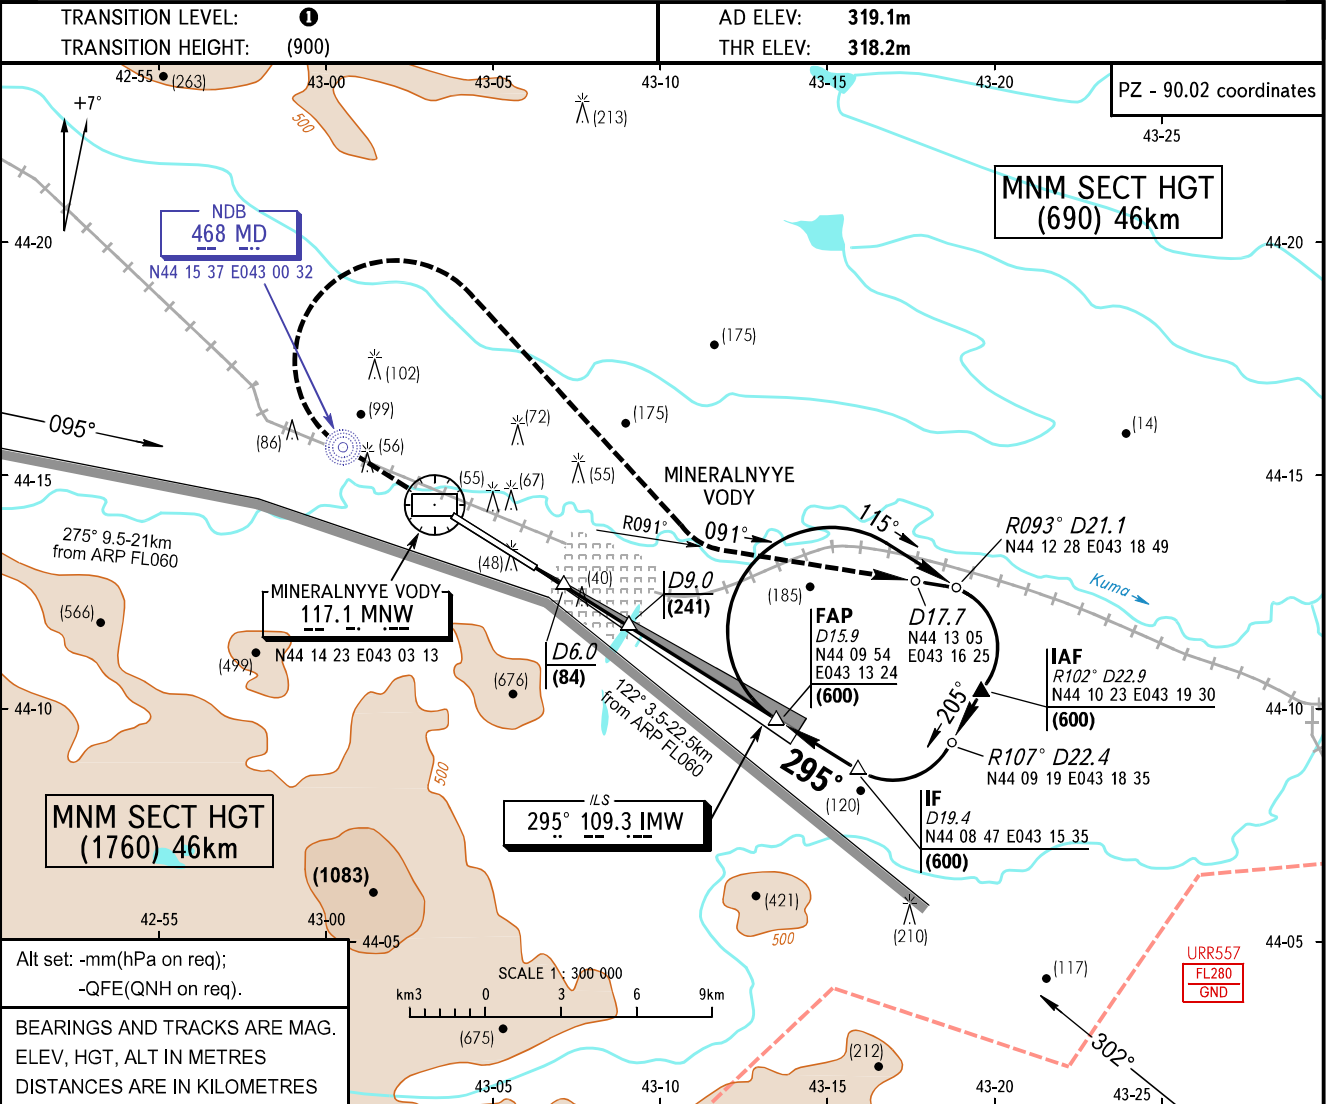 TRANSITION LEVEL: 1
TRANSITION HEIGHT: (900)
AD ELEV: 319.1m
THR ELEV: 318.2m
42-55
(263)
43-00
43-05
43-10
43-15
43-20
PZ - 90.02 coordinates
43-25
+7°
500
(213)
MNM SECT HGT
(690) 46km
44-20
44-20
NDB
468 MD
N44 15 37 E043 00 32
(175)
(102)
(99)
(72)
(175)
(14)
095°
(86)
(56)
(55)
(67)
(55)
44-15
44-15
MINERALNYYE
VODY
R091°
091°
115°
R093° D21.1
N44 12 28 E043 18 49
275° 9.5-21km
from ARP FL060
(48)
(40)
D9.0
(241)
(185)
Kuma
FAP
D15.9
N44 09 54
E043 13 24
(600)
D17.7
N44 13 05
E043 16 25
(566)
MINERALNYYE VODY
117.1 MNW
N44 14 23 E043 03 13
(499)
D6.0
(84)
(676)
IAF
R102° D22.9
N44 10 23 E043 19 30
(600)
205°
122° 3.5-22.5km
from ARP FL060
44-10
44-10
295°
R107° D22.4
N44 09 19 E043 18 35
500
(120)
IF
D19.4
N44 08 47 E043 15 35
(600)
ILS
295° 109.3 IMW
MNM SECT HGT
(1760) 46km
(1083)
(421)
500
(210)
42-55
43-00
44-05
44-05
Alt set: -mm(hPa on req);
-QFE(QNH on req).
SCALE 1 : 300 000
km3 0 3 6 9km
(117)
URR557
FL280
GND
BEARINGS AND TRACKS ARE MAG.
ELEV, HGT, ALT IN METRES
DISTANCES ARE IN KILOMETRES
(675)
(212)
302°
43-05
43-10
43-15
43-20
43-25